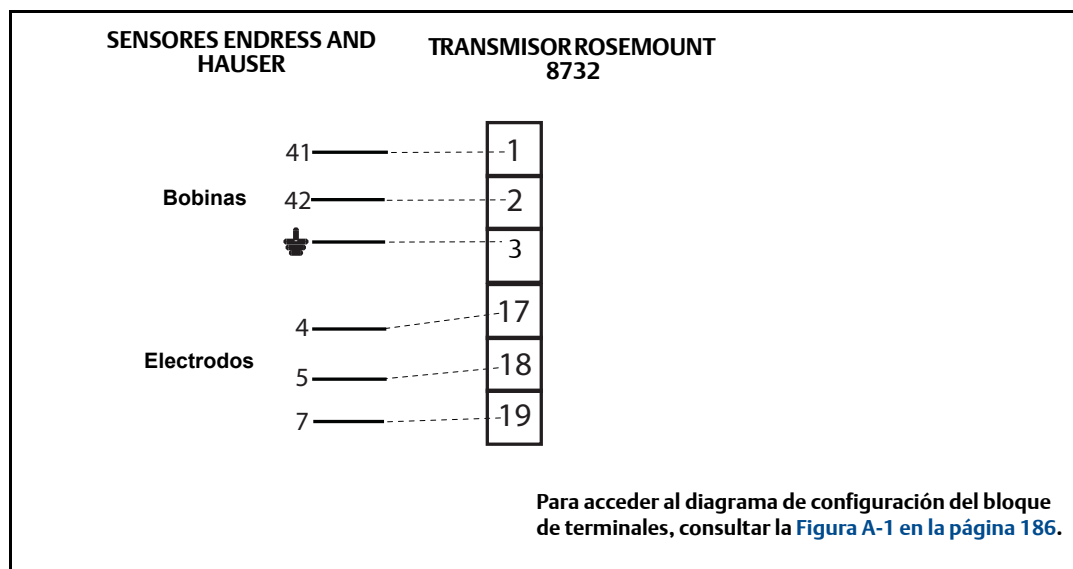 SENSORES ENDRESS AND
HAUSER
TRANSMISOR ROSEMOUNT
8732
41
1
Bobinas
42
2
3
4
17
Electrodos
5
18
7
19
Para acceder al diagrama de configuración del bloque
de terminales, consultar la Figura A-1 en la página 186.